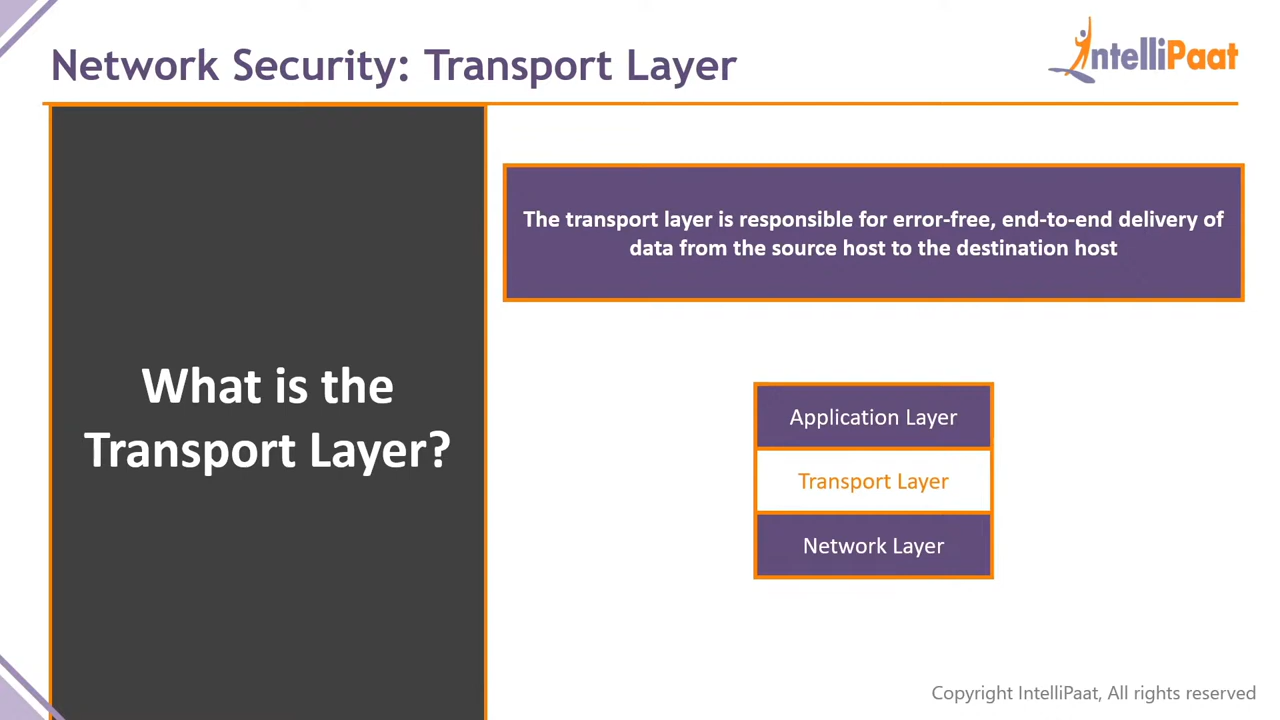 Network Security: Transport Layer
IntelliPaat
What is the
Transport Layer?
The transport layer is responsible for error-free, end-to-end delivery of
data from the source host to the destination host
Application Layer
Transport Layer
Network Layer
Copyright IntelliPaat, All rights reserved